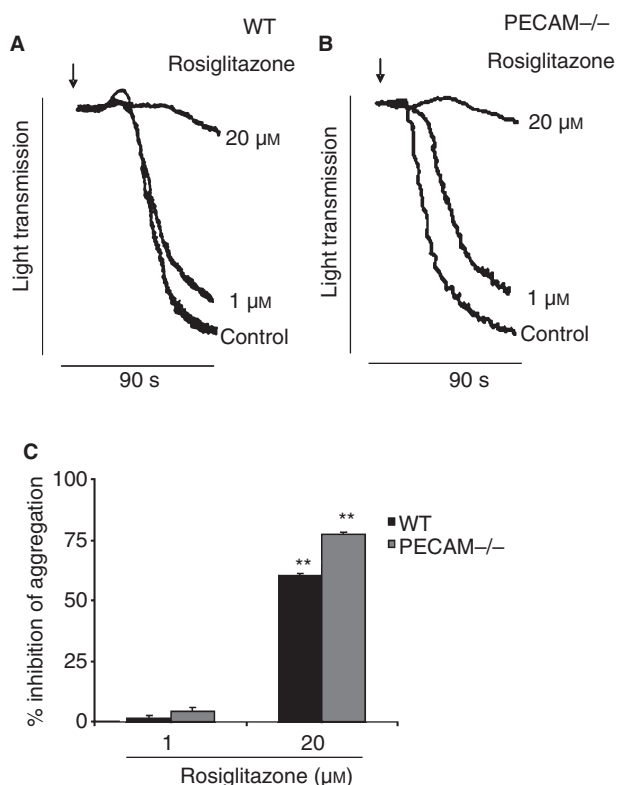 A
WT
Rosiglitazone
Light transmission
20 μM
1 μM
Control
90 s
B
PECAM–/–
Rosiglitazone
Light transmission
20 μM
1 μM
Control
90 s
C
% inhibition of aggregation
100
75
50
25
0
**
**
WT
PECAM–/–
1
20
Rosiglitazone (μM)